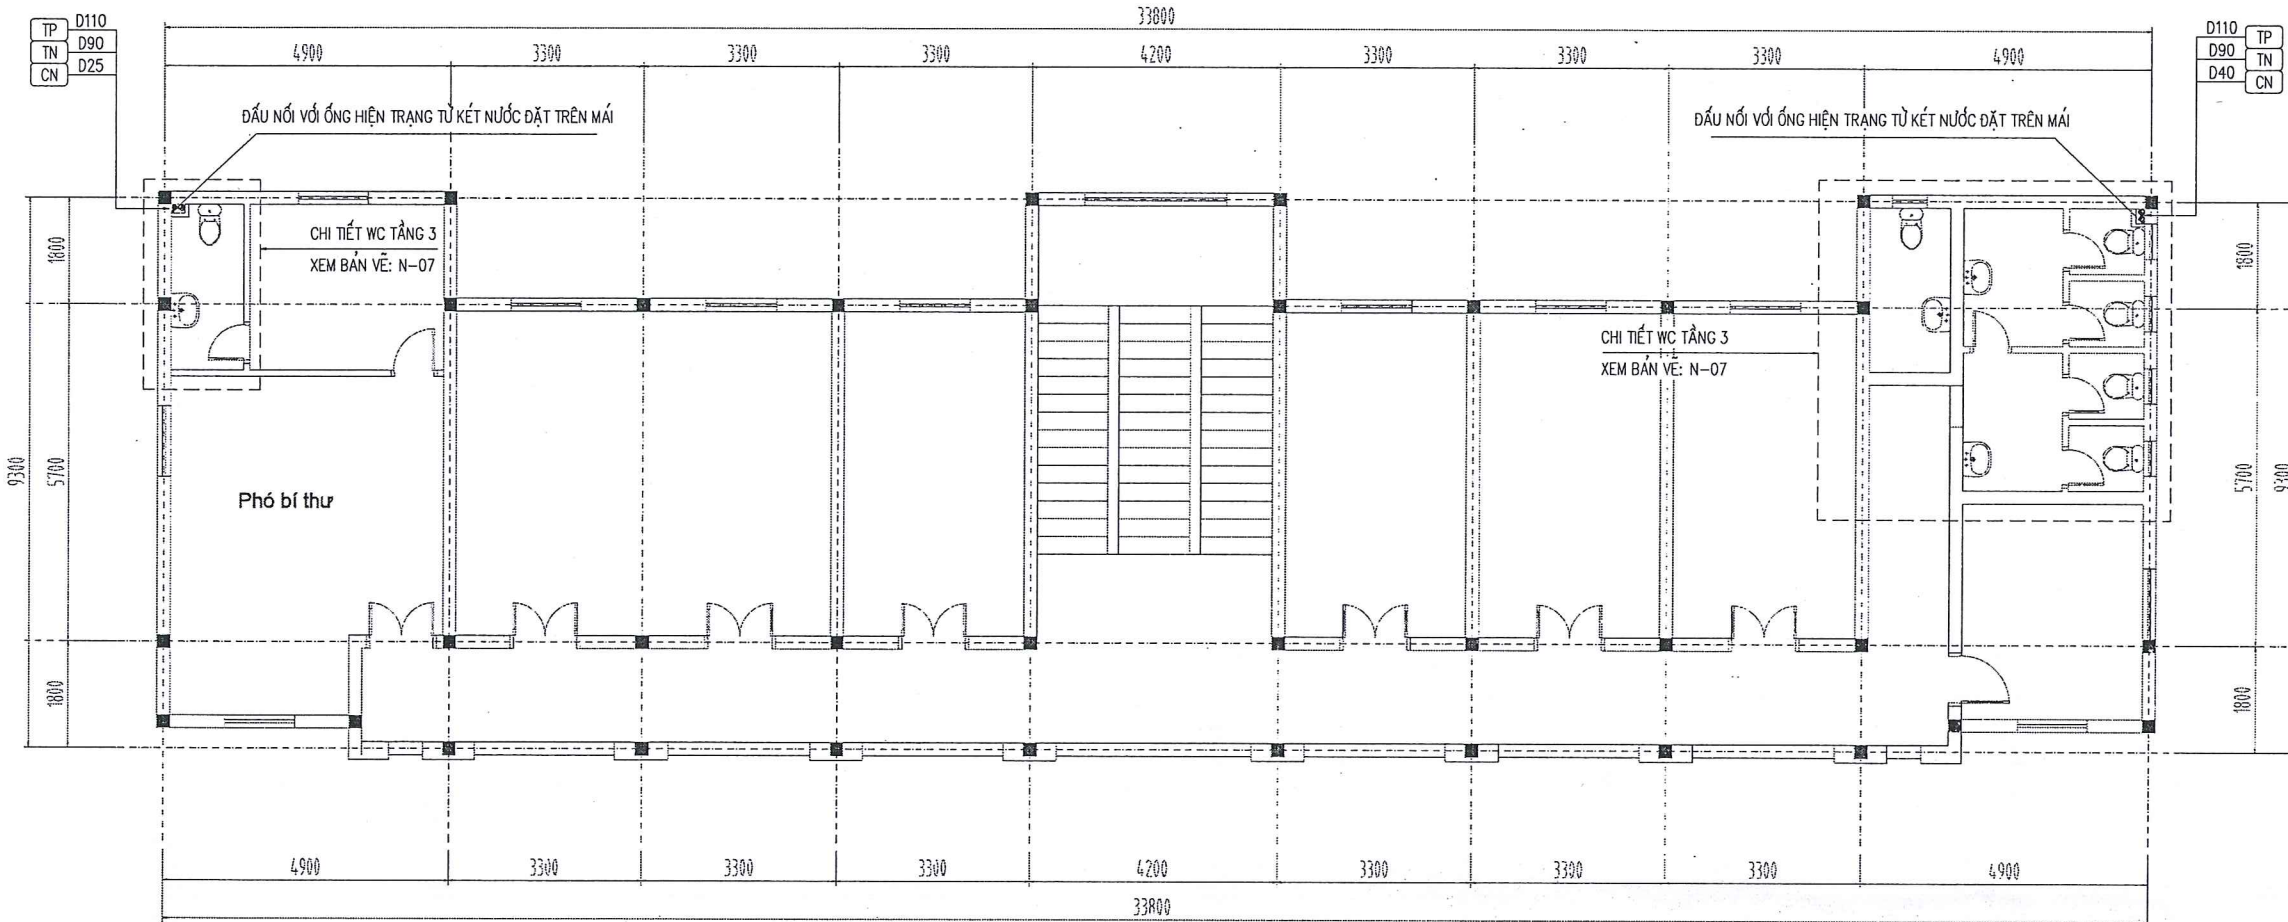 33800
TP D110
TN D90
CN D25
D110 TP
D90 TN
D40 CN
4900 3300 3300 3300 4200 3300 3300 3300 4900
ĐẤU NỐI VỚI ỐNG HIỆN TRẠNG TỪ KÉT NƯỚC ĐẶT TRÊN MÁI
ĐẤU NỐI VỚI ỐNG HIỆN TRẠNG TỪ KÉT NƯỚC ĐẶT TRÊN MÁI
CHI TIẾT WC TẦNG 3
XEM BẢN VẼ: N-07
CHI TIẾT WC TẦNG 3
XEM BẢN VẼ: N-07
1800
5700
1800
9300
Phó bí thư
1800
5700
1800
9300
4900 3300 3300 3300 4200 3300 3300 3300 4900
33800